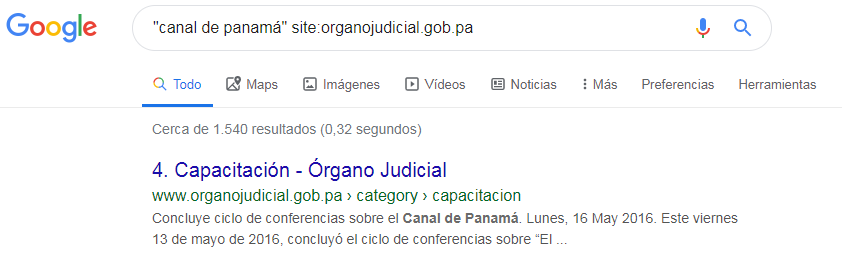 Google "canal de panamá" site:organojudicial.gob.pa
Todo Maps Imágenes Vídeos Noticias Más Preferencias Herramientas
Cerca de 1.540 resultados (0,32 segundos)
4. Capacitación - Órgano Judicial
www.organojudicial.gob.pa › category › capacitacion
Concluye ciclo de conferencias sobre el Canal de Panamá. Lunes, 16 May 2016. Este viernes
13 de mayo de 2016, concluyó el ciclo de conferencias sobre “El ...